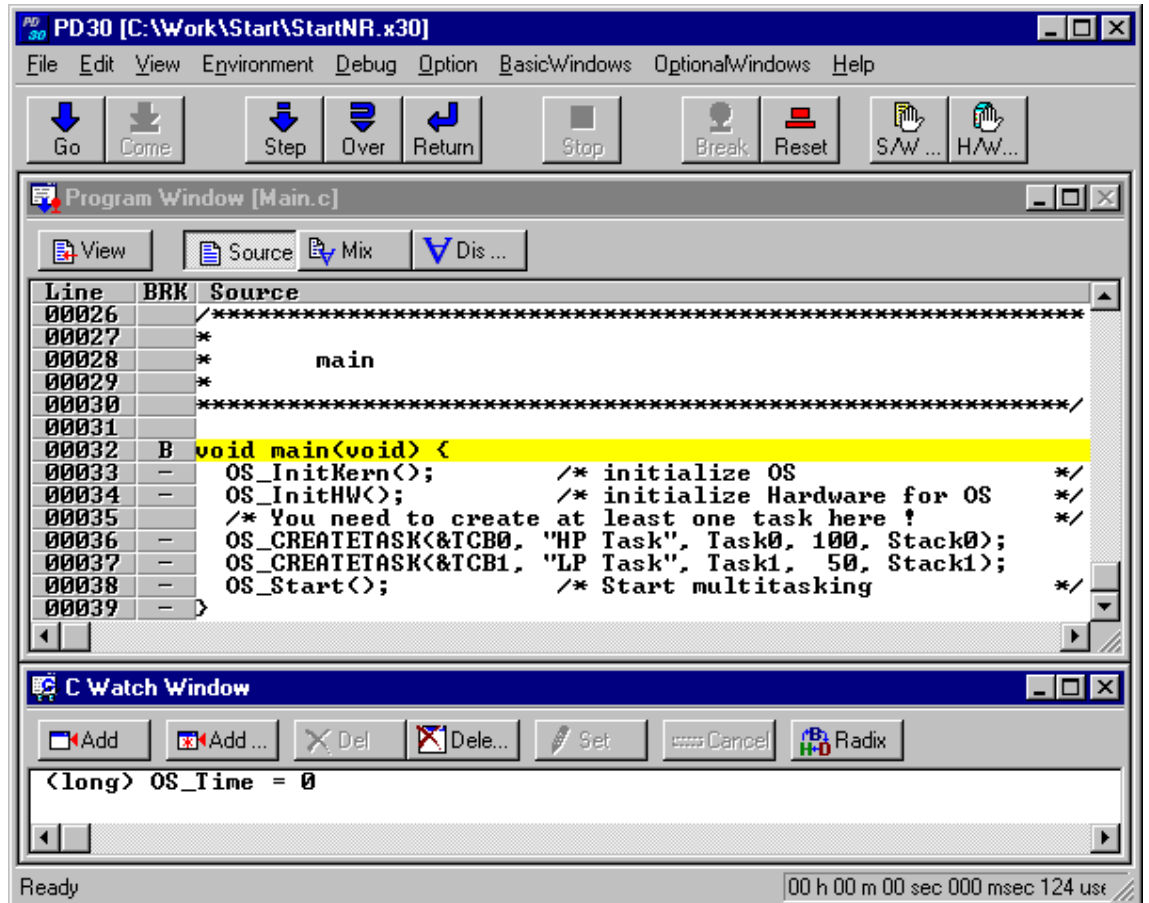 PD30 [C:\Work\Start\StartNR.x30]
File Edit View Environment Debug Option BasicWindows OptionalWindows Help
Go Come Step Over Return Stop Break Reset S/W ... H/W...
Program Window [Main.c]
View Source Mix Dis ...
Line BRK Source
00026 /**********************************************************
00027 *
00028 * main
00029 *
00030 **********************************************************/
00031
00032 B void main(void) {
00033 - OS_InitKern(); /* initialize OS */
00034 - OS_InitHW(); /* initialize Hardware for OS */
00035 /* You need to create at least one task here ! */
00036 - OS_CREATETASK(&TCB0, "HP Task", Task0, 100, Stack0);
00037 - OS_CREATETASK(&TCB1, "LP Task", Task1, 50, Stack1);
00038 - OS_Start(); /* Start multitasking */
00039 - }
C Watch Window
Add Add ... Del Dele... Set Cancel Radix
(long) OS_Time = 0
Ready 00 h 00 m 00 sec 000 msec 124 use